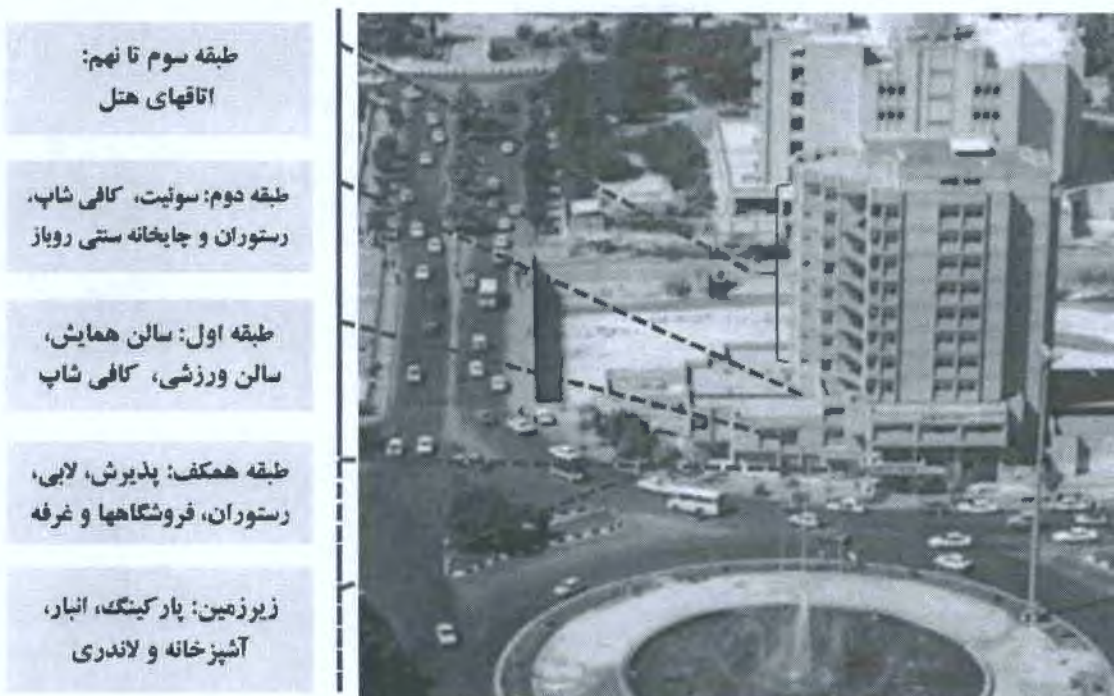 طبقه سوم تا نهم:
اتاقهای هتل
طبقه دوم: سوئیت، کافی شاپ،
رستوران و چایخانه سنتی روباز
طبقه اول: سالن همایش،
سالن ورزشی، کافی شاپ
طبقه همکف: پذیرش، لابی،
رستوران، فروشگاهها و غرفه
زیرزمین: پارکینگ، انبار،
آشپزخانه و لاندری